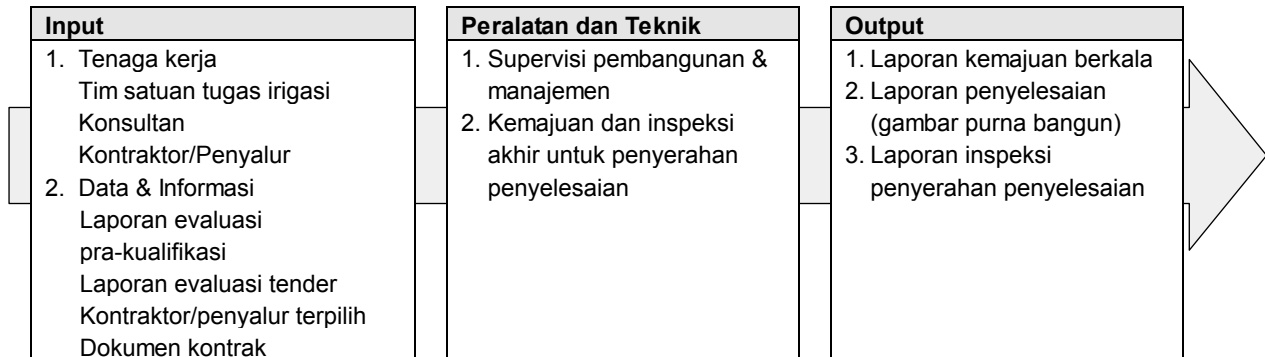 Input
1. Tenaga kerja
Tim satuan tugas irigasi
Konsultan
Kontraktor/Penyalur
2. Data & Informasi
Laporan evaluasi
pra-kualifikasi
Laporan evaluasi tender
Kontraktor/penyalur terpilih
Dokumen kontrak
Peralatan dan Teknik
1. Supervisi pembangunan &
manajemen
2. Kemajuan dan inspeksi
akhir untuk penyerahan
penyelesaian
Output
1. Laporan kemajuan berkala
2. Laporan penyelesaian
(gambar purna bangun)
3. Laporan inspeksi
penyerahan penyelesaian